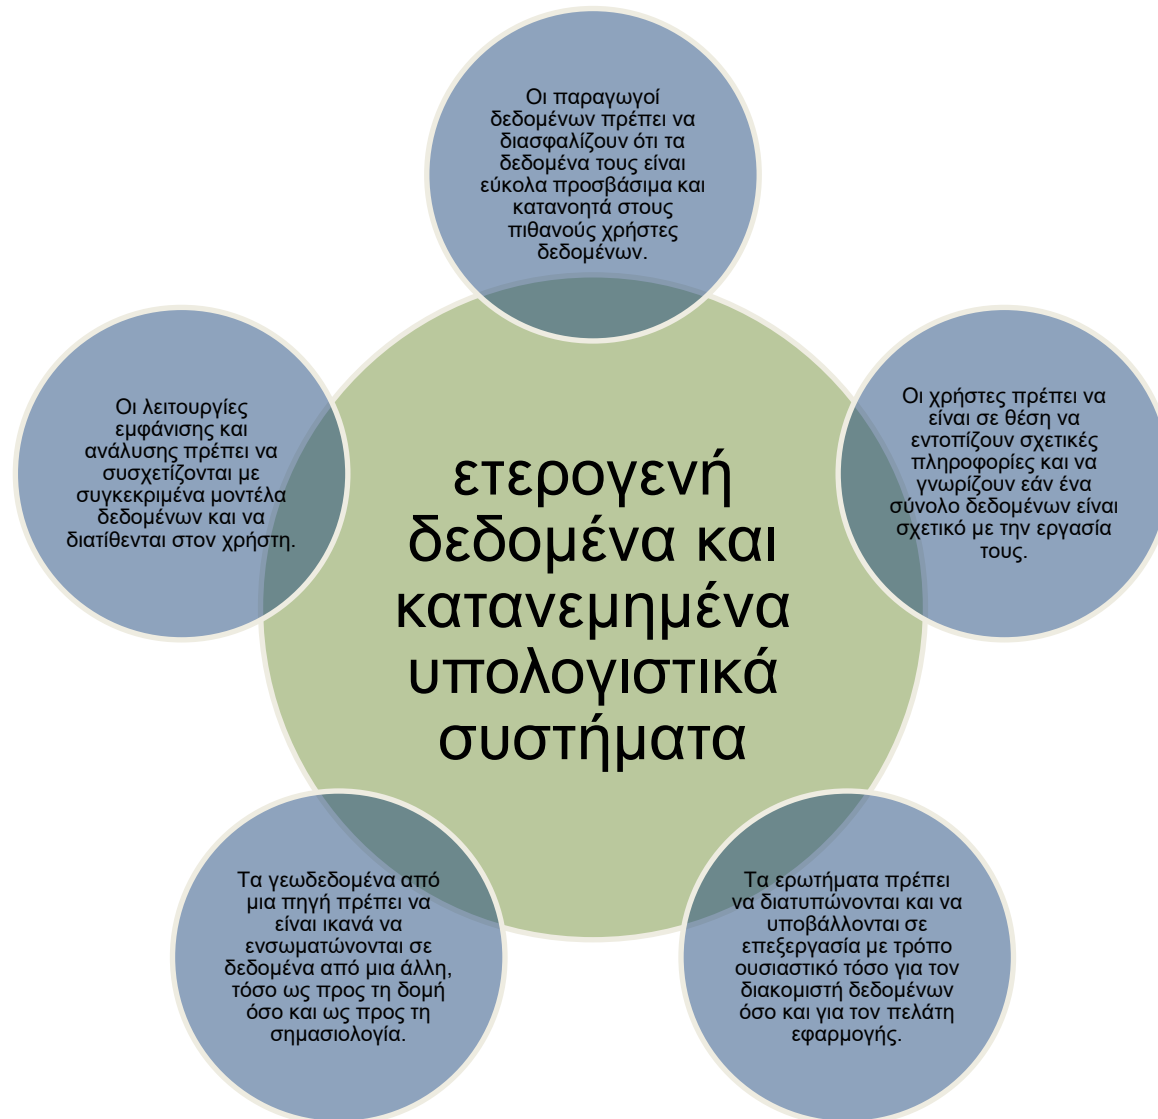 Οι παραγωγοί
δεδομένων πρέπει να
διασφαλίζουν ότι τα
δεδομένα τους είναι
εύκολα προσβάσιμα και
κατανοητά στους
πιθανούς χρήστες
δεδομένων.
Οι χρήστες πρέπει να
είναι σε θέση να
εντοπίζουν σχετικές
πληροφορίες και να
γνωρίζουν εάν ένα
σύνολο δεδομένων είναι
σχετικό με την εργασία
τους.
Οι λειτουργίες
εμφάνισης και
ανάλυσης πρέπει να
συσχετίζονται με
συγκεκριμένα μοντέλα
δεδομένων και να
διατίθενται στον χρήστη.
ετερογενή
δεδομένα και
κατανεμημένα
υπολογιστικά
συστήματα
Τα γεωδεδομένα από
μια πηγή πρέπει να
είναι ικανά να
ενσωματώνονται σε
δεδομένα από μια άλλη,
τόσο ως προς τη δομή
όσο και ως προς τη
σημασιολογία.
Τα ερωτήματα πρέπει
να διατυπώνονται και να
υποβάλλονται σε
επεξεργασία με τρόπο
ουσιαστικό τόσο για τον
διακομιστή δεδομένων
όσο και για τον πελάτη
εφαρμογής.